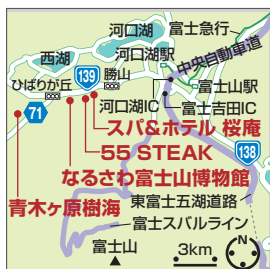 河口湖
富士急行
西湖
河口湖駅
中央自動車道
ひばりが丘
139
勝山
71
富士山駅
河口湖IC
富士吉田IC
スパ&ホテル 桜庵
55 STEAK
138
なるさわ富士山博物館
青木ヶ原樹海
東富士五湖道路
富士スバルライン
富士山
3km
N